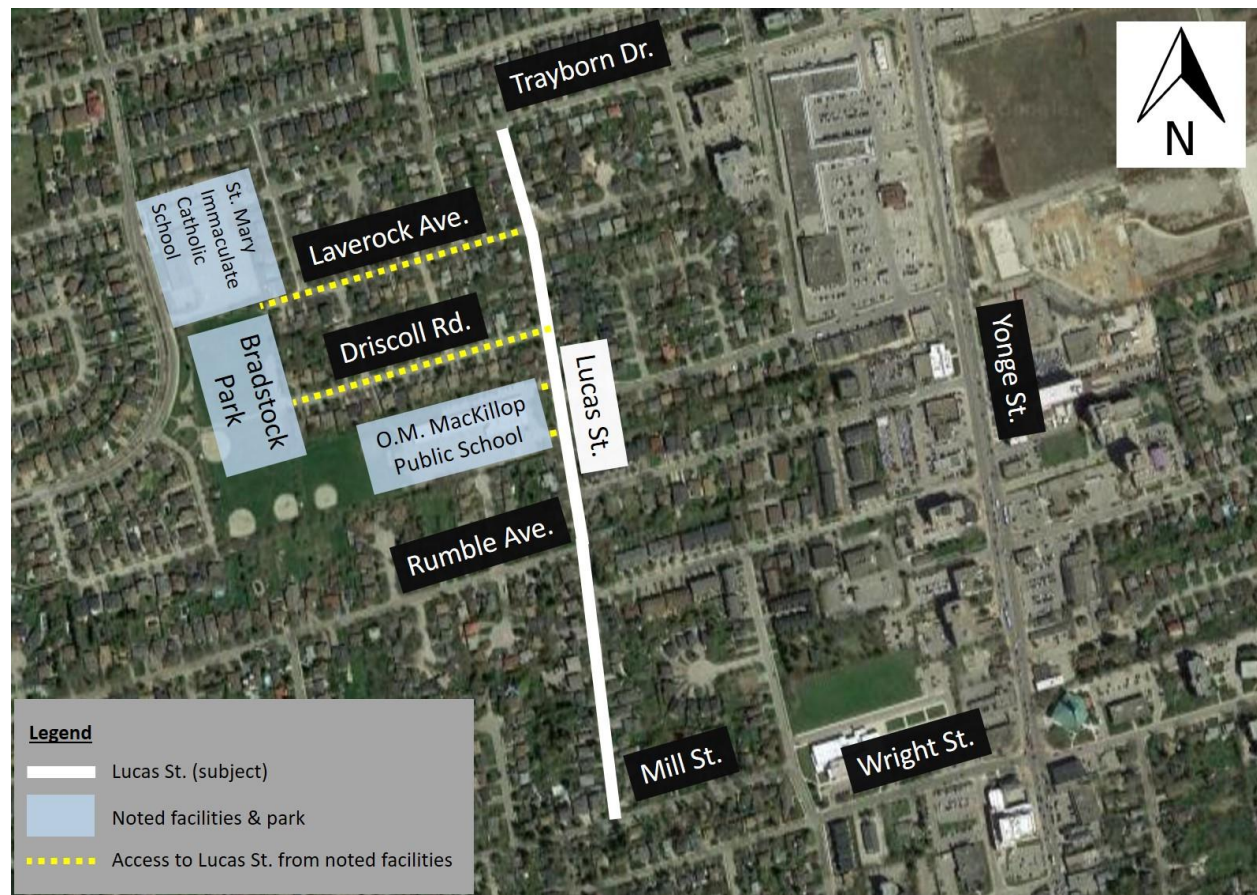 Trayborn Dr.
N
St. Mary
Immaculate
Catholic
School
Laverock Ave.
Driscoll Rd.
Bradstock
Park
Lucas St.
Yonge St.
O.M. MacKillop
Public School
Rumble Ave.
Mill St.
Wright St.
Legend
Lucas St. (subject)
Noted facilities & park
Access to Lucas St. from noted facilities